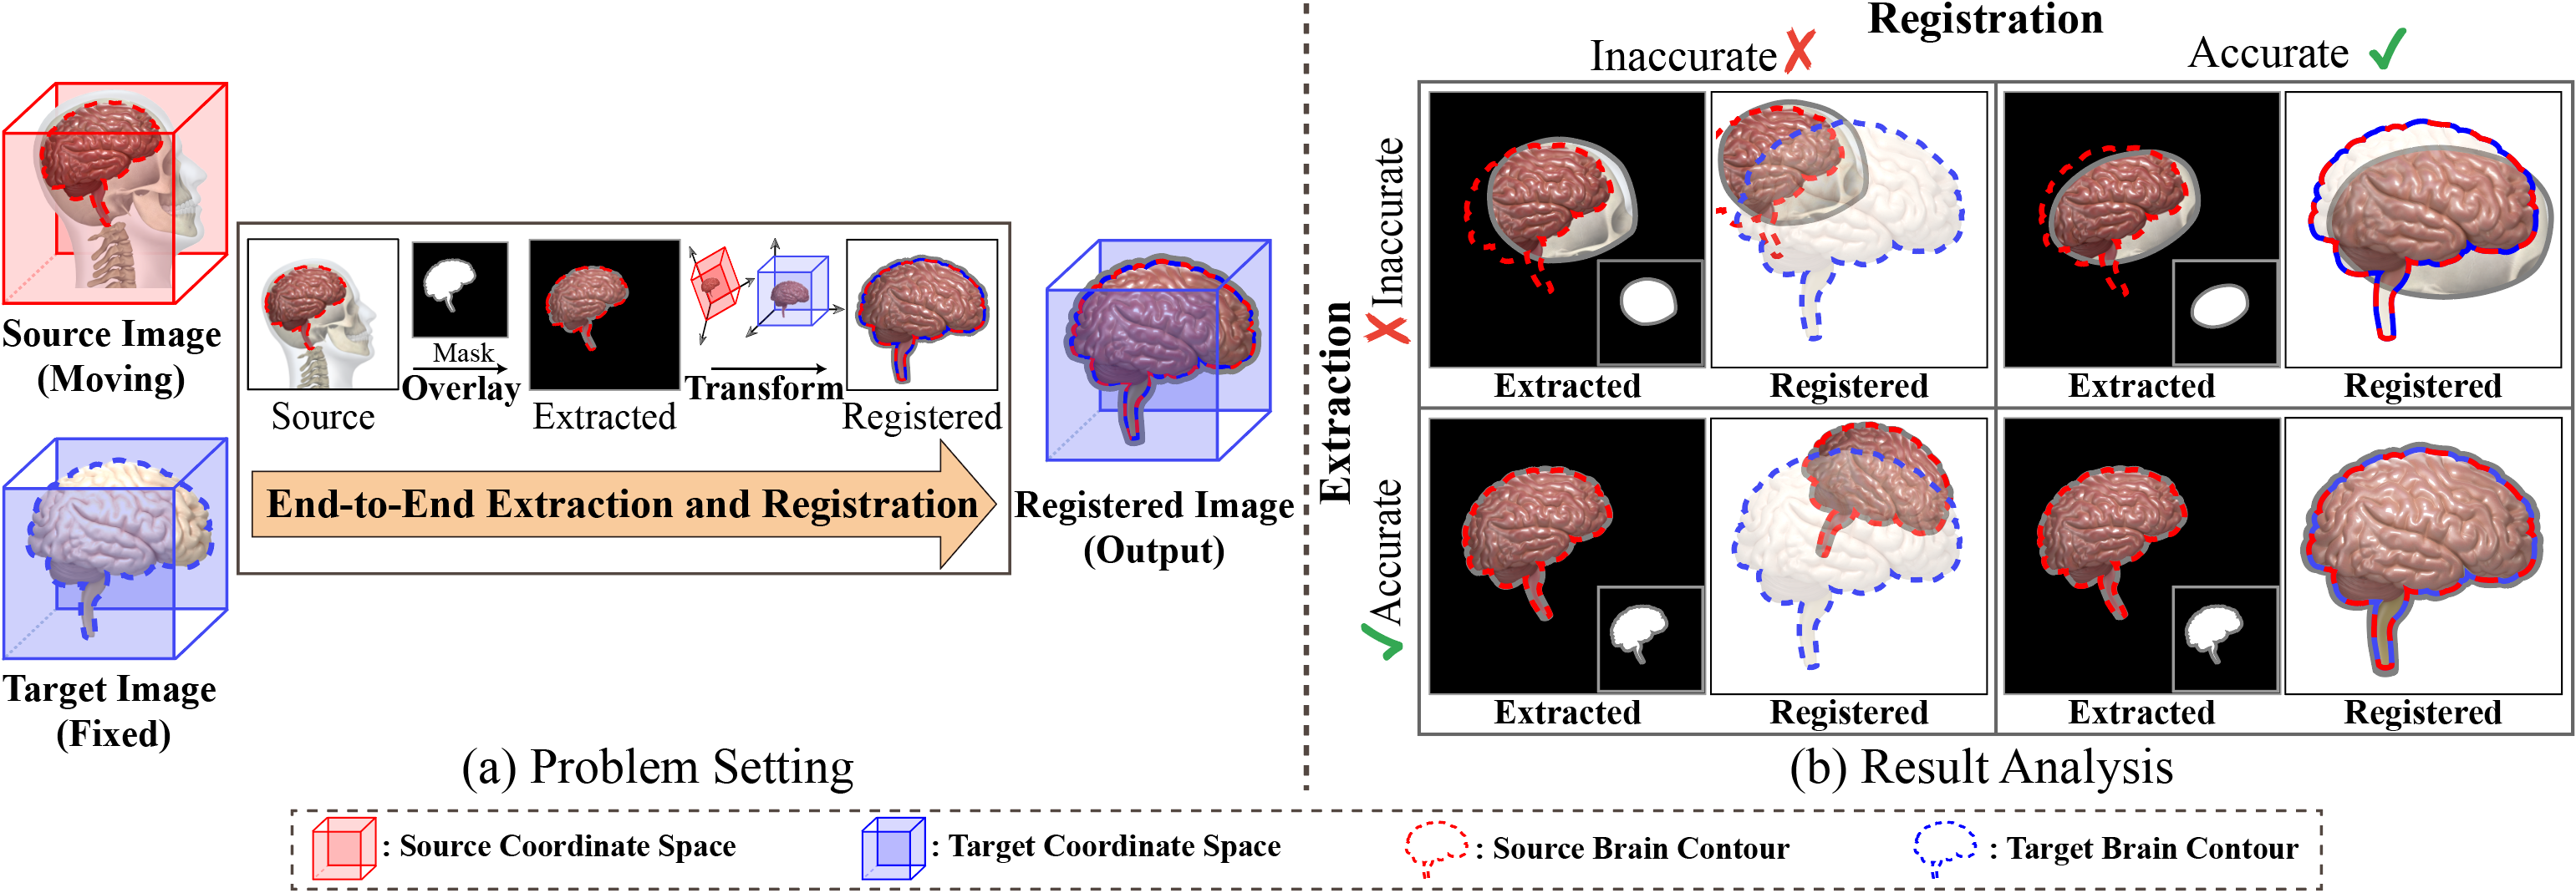 Source Image
(Moving)
Target Image
(Fixed)
Source
Mask
Overlay
Extracted
Transform
Registered
End-to-End Extraction and Registration
Registered Image
(Output)
(a) Problem Setting
Registration
Inaccurate ✗
Accurate ✓
Extraction
✗ Inaccurate
✓ Accurate
Extracted
Registered
Extracted
Registered
Extracted
Registered
Extracted
Registered
(b) Result Analysis
: Source Coordinate Space
: Target Coordinate Space
: Source Brain Contour
: Target Brain Contour